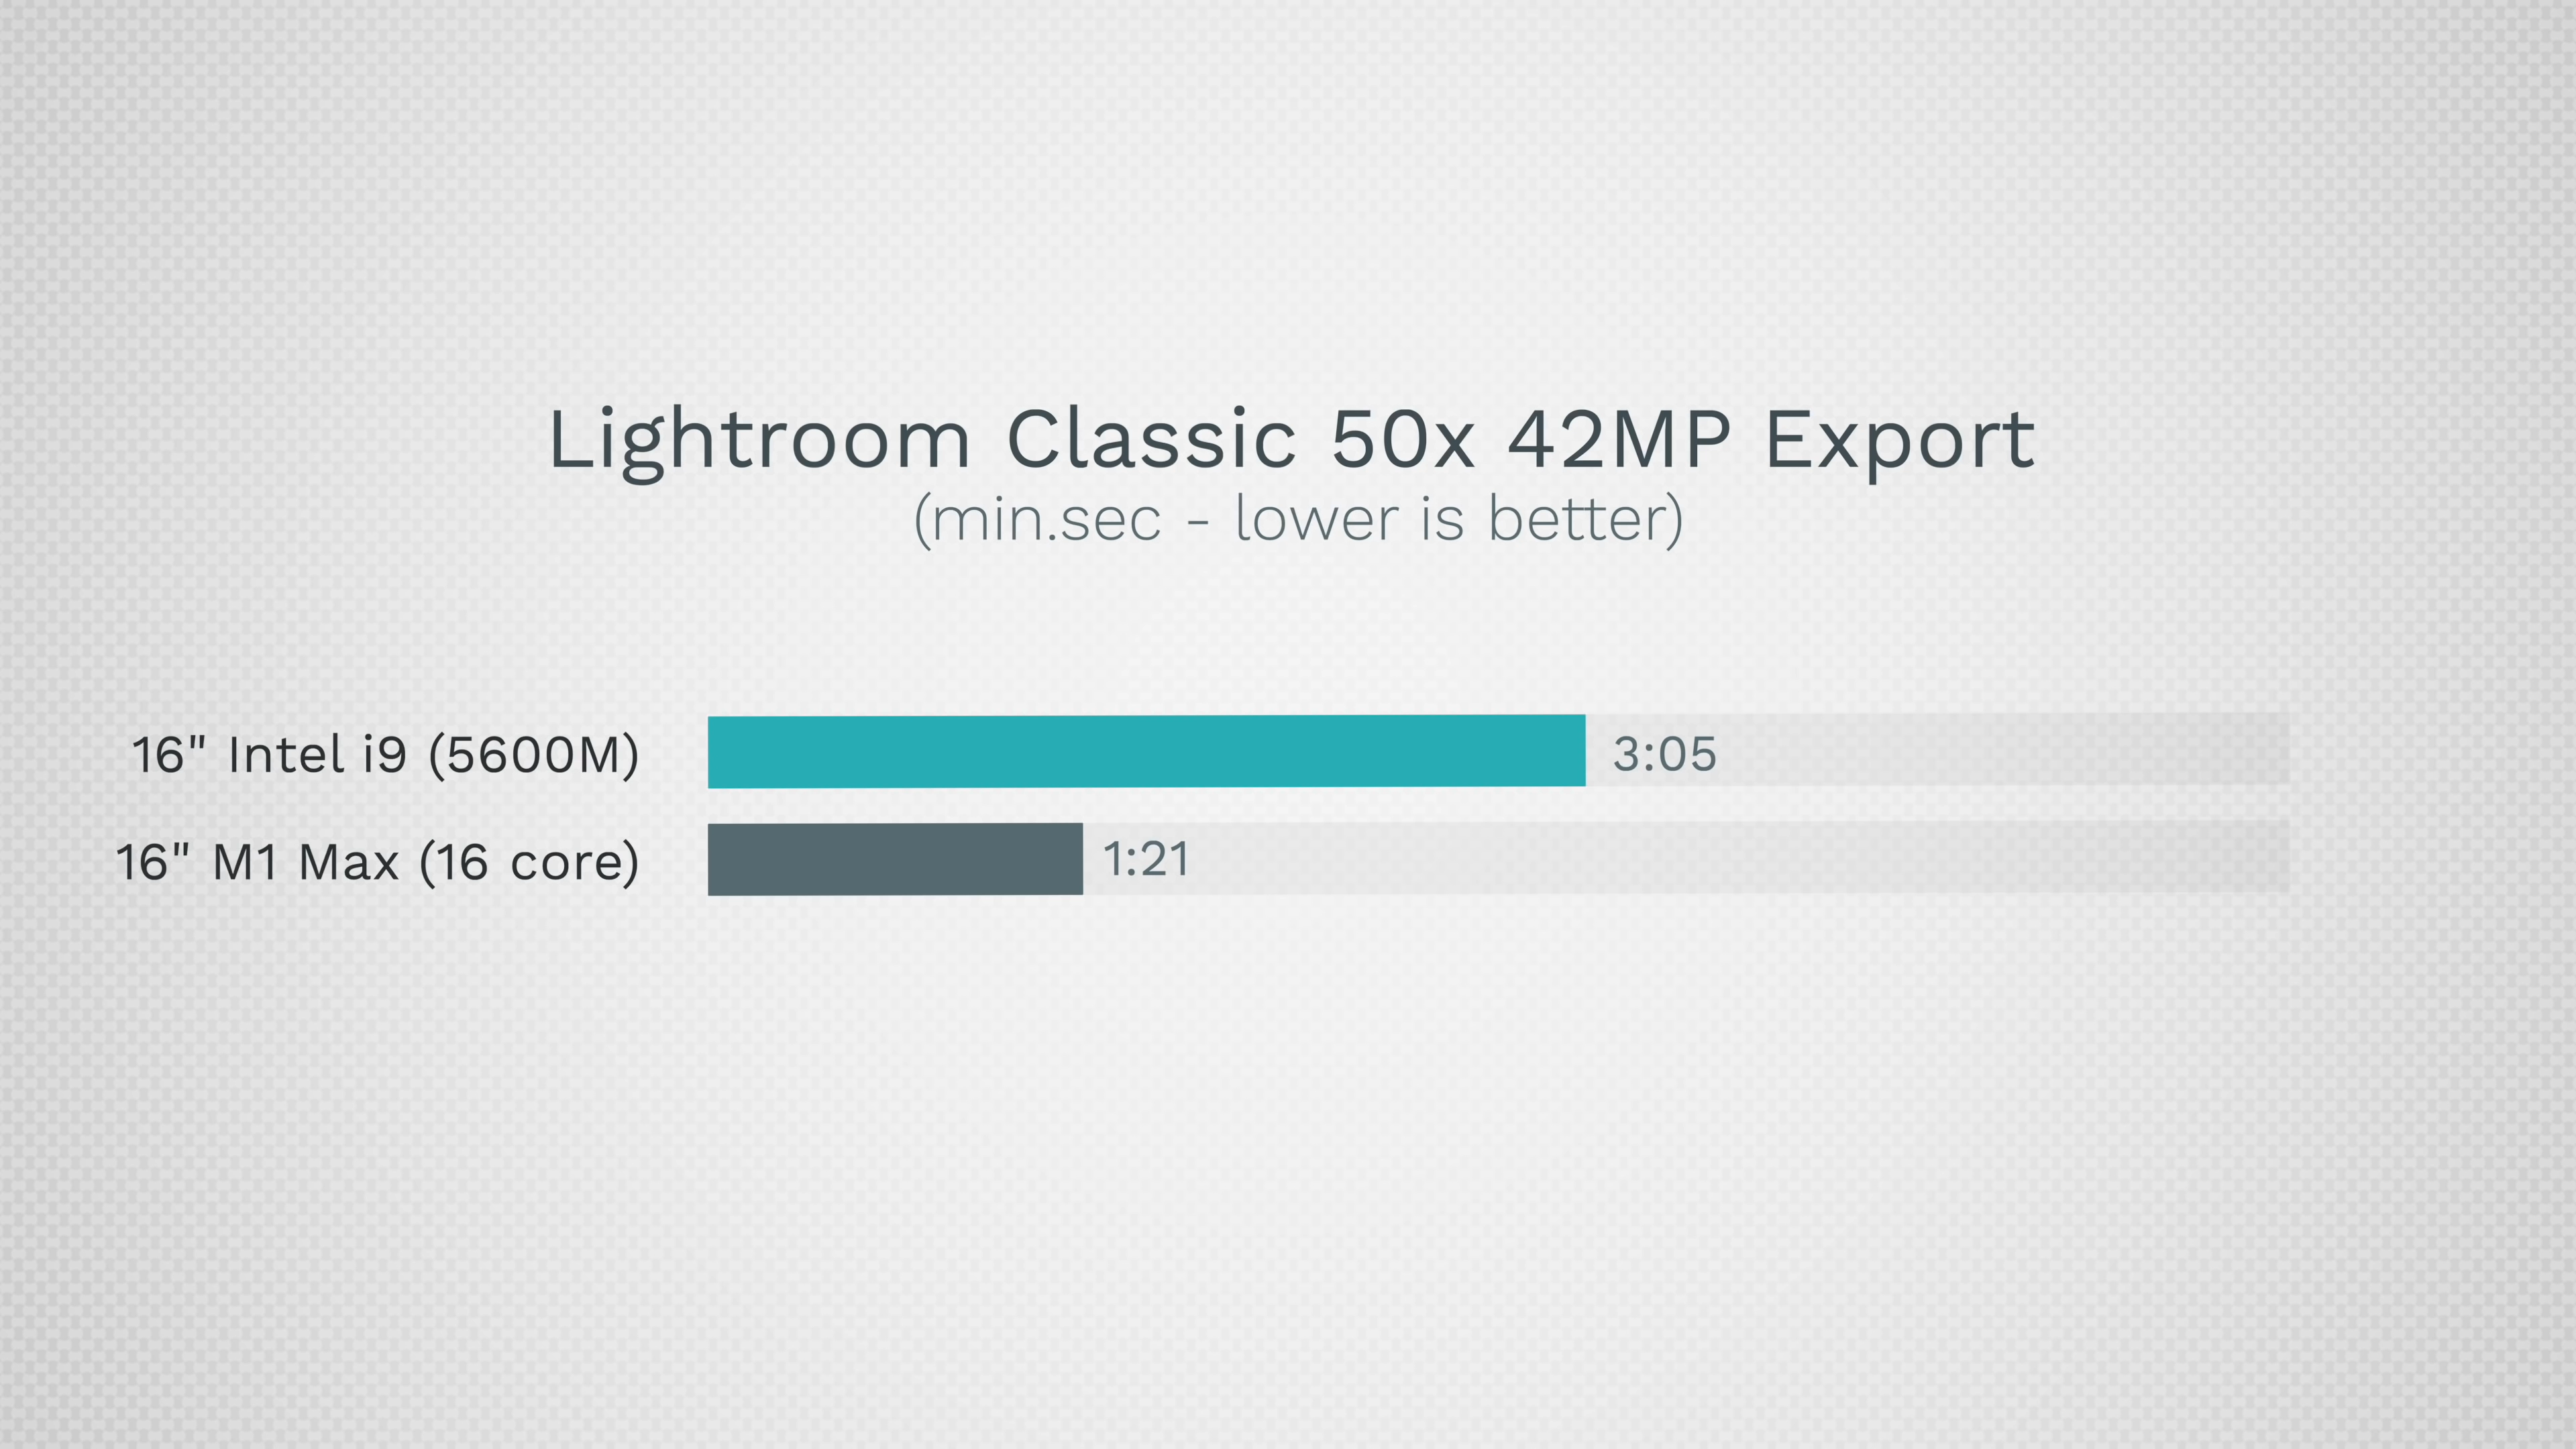 Lightroom Classic 50x 42MP Export
(min.sec - lower is better)
16" Intel i9 (5600M) 3:05
16" M1 Max (16 core) 1:21